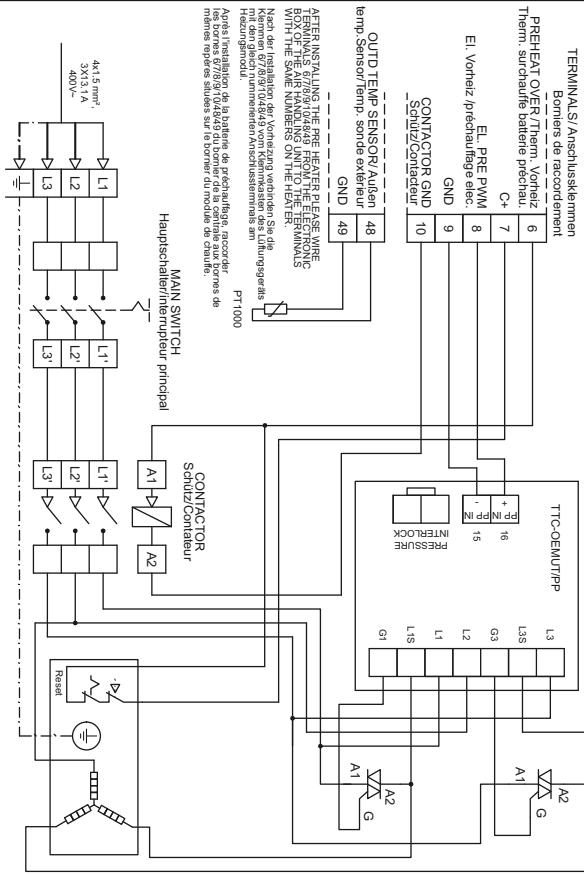 TERMINALS/ Anschlussklemmen
Borniers de raccordement
PREHEAT OVER /Therm. Vorheiz.
Therm. surchauffe batterie préchau.
6
C+
7
EL. PRE PWM
El. Vorheiz /préchauffage elec.
8
GND
9
CONTACTOR GND
Schütz/Contacteur
10
OUTD TEMP SENSOR/ Außen
temp.Sensor/Temp. sonde extérieur
48
GND
49
PT1000
AFTER INSTALLING THE PRE HEATER PLEASE WIRE
TERMINALS 6/7/8/9/10/48/49 FROM THE ELECTRONIC
BOX OF THE AIR HANDLING UNIT TO THE TERMINALS
WITH THE SAME NUMBERS ON THE HEATER.
Nach der Installation der Vorheizung verbinden Sie die
Klemmen 6/7/8/9/10/48/49 vom Klemmkasten des Lüftungsgeräts
mit den gleich nummerierten Anschlussterminals am
Heizungsmodul.
Après l'installation de la batterie de préchauffage, raccorder
les bornes 6/7/8/9/10/48/49 du bornier de la centrale aux bornes de
mêmes repères situées sur le bornier du module de chauffe.
4x1.5 mm²,
3X13.1A
400V~
L1
L2
L3
MAIN SWITCH
Hauptschalter/interrupteur principal
L1'
L2'
L3'
CONTACTOR
Schütz/Contateur
A1
A2
L1'
L2'
L3'
TTC-OEMUT/PP
+ PP IN 16
- PP IN 15
PRESSURE
INTERLOCK
L3
L3S
G3
L2
L1
L1S
G1
A2
A1
G
A2
A1
G
Reset